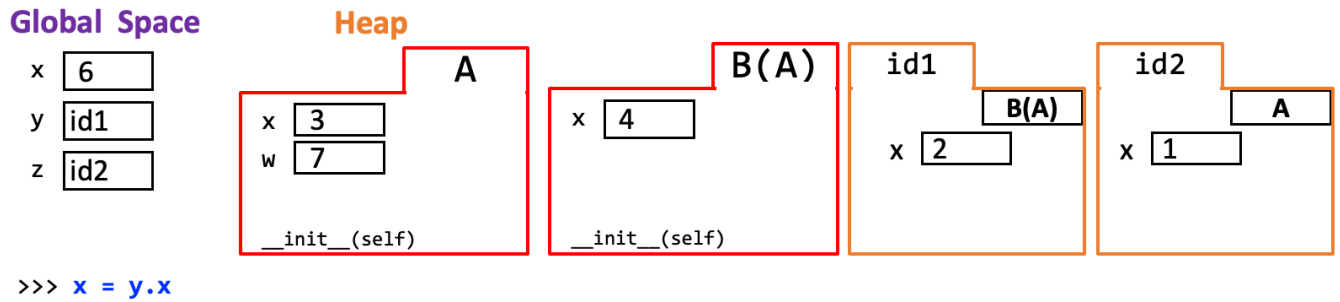 Global Space
Heap
x 6
y id1
z id2
A
x 3
w 7
__init__(self)
B(A)
x 4
__init__(self)
id1
B(A)
x 2
id2
A
x 1
>>> x = y.x